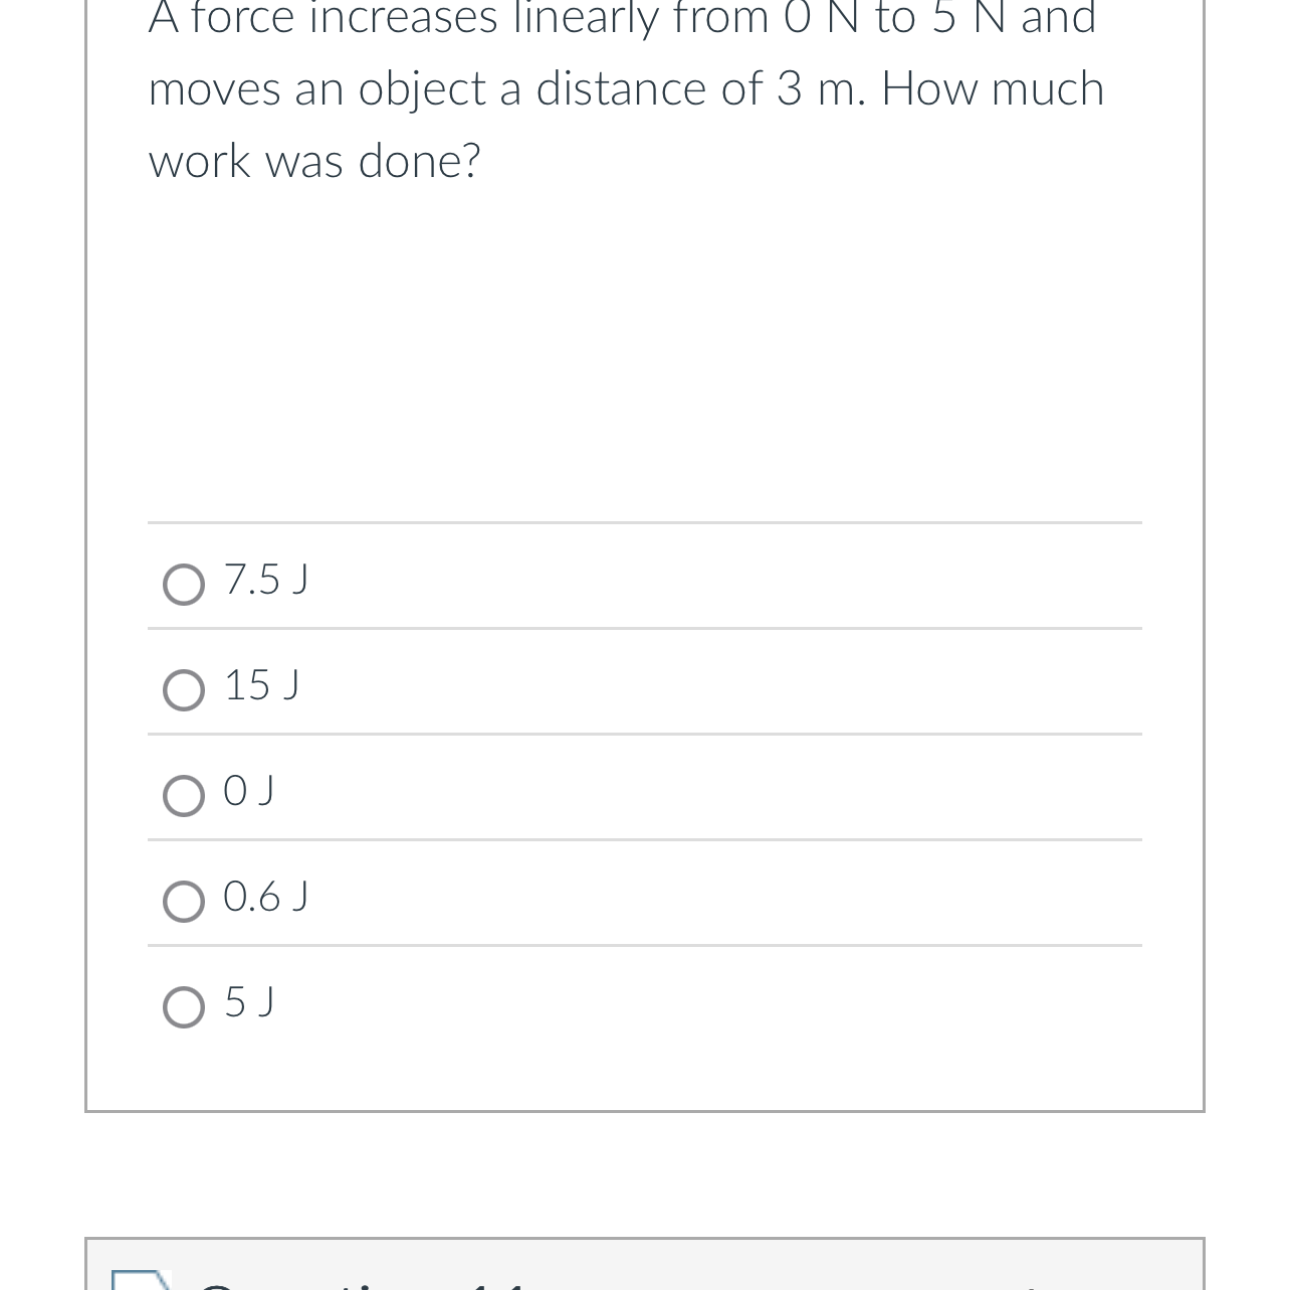 A force increases linearly from 0 N to 5 N and
moves an object a distance of 3 m. How much
work was done?
7.5 J
15 J
0 J
0.6 J
5 J